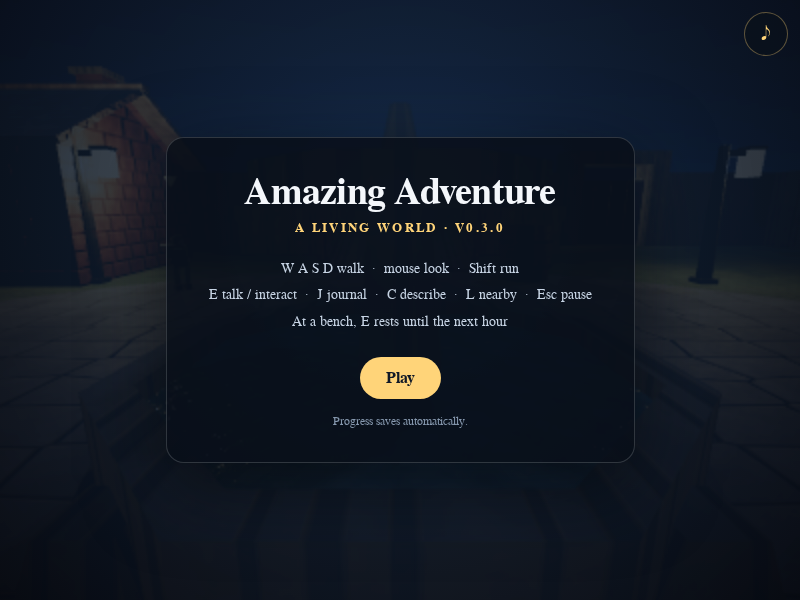 Amazing Adventure
A LIVING WORLD · V0.3.0
W A S D walk · mouse look · Shift run
E talk / interact · J journal · C describe · L nearby · Esc pause
At a bench, E rests until the next hour
Play
Progress saves automatically.